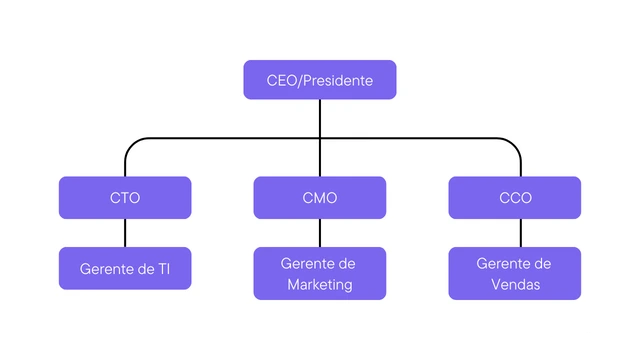 CEO/Presidente
CTO
CMO
CCO
Gerente de TI
Gerente de
Marketing
Gerente de
Vendas